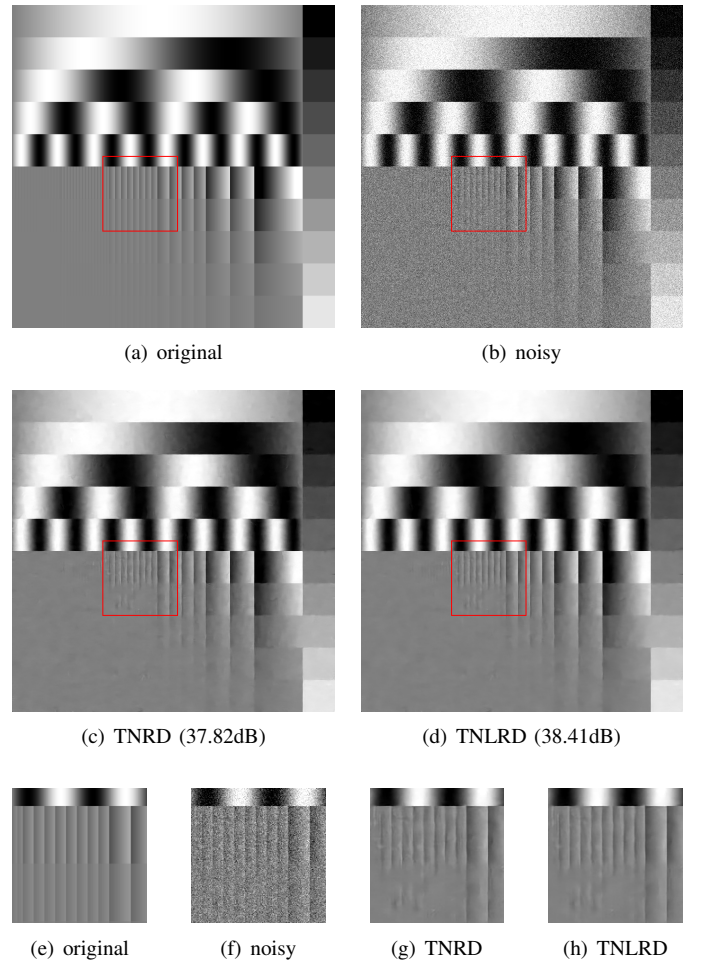 (a) original
(b) noisy
(c) TNRD (37.82dB)
(d) TNLRD (38.41dB)
(e) original
(f) noisy
(g) TNRD
(h) TNLRD